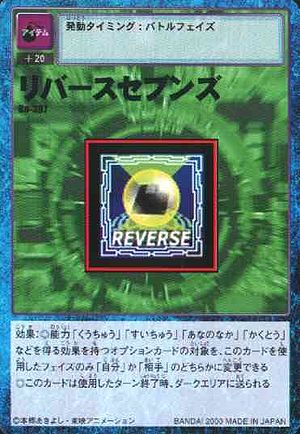 アイテム
発動タイミング：バトルフェイズ
+20
リバースセブンズ
REVERSE
効果:◎能力「くうちゅう」「すいちゅう」「あなのなか」「かくとう」
などを得る効果を持つオプションカードの対象を、このカードを使
用したフェイズのみ「自分」か「相手」のどちらかに変更できる
◎このカードは使用したターン終了時、ダークエリアに送られる
©本郷あきよし・東映アニメーション
BANDAI 2000 MADE IN JAPAN